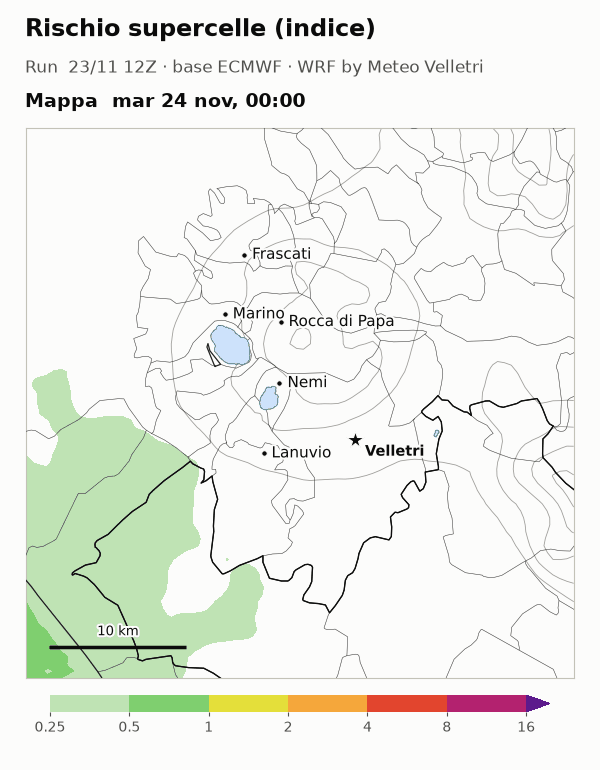 Rischio supercelle (indice)
Run  23/11 12Z · base ECMWF · WRF by Meteo Velletri
Mappa  mar 24 nov, 00:00
Frascati
Marino
Rocca di Papa
Nemi
Velletri
Lanuvio
10 km
0.25 0.5 1 2 4 8 16